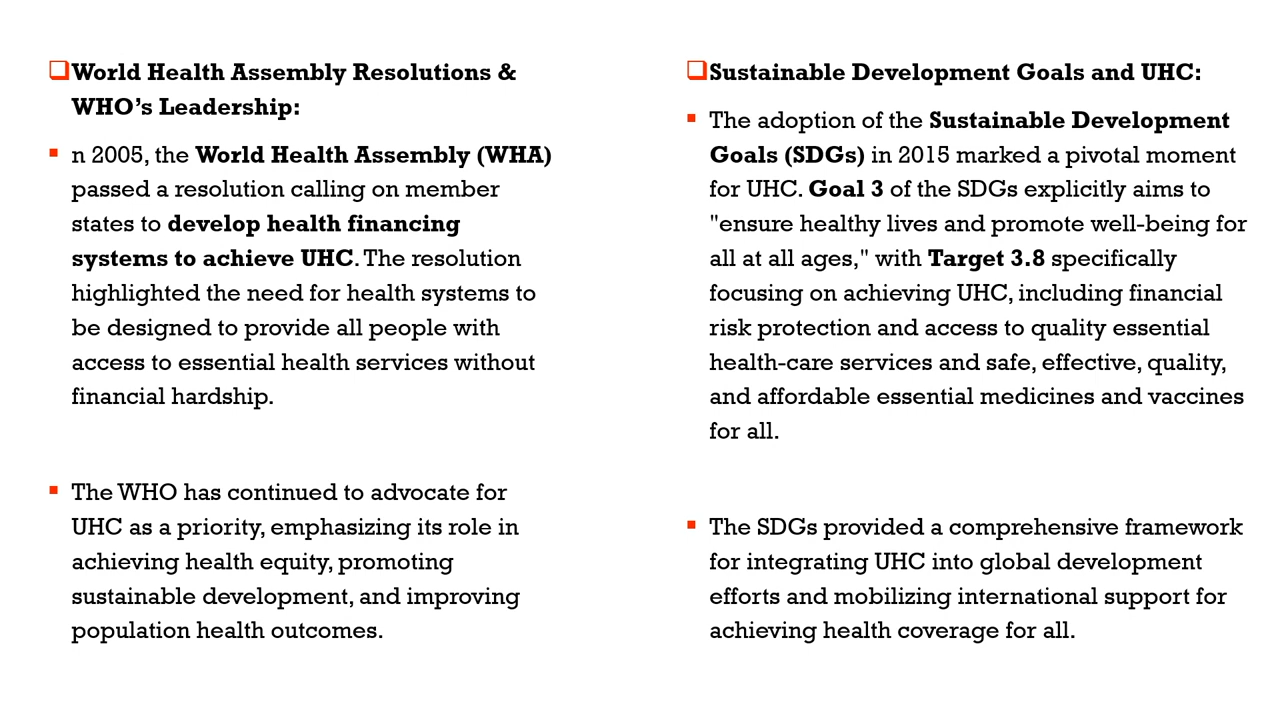 World Health Assembly Resolutions &
WHO’s Leadership:
n 2005, the World Health Assembly (WHA)
passed a resolution calling on member
states to develop health financing
systems to achieve UHC. The resolution
highlighted the need for health systems to
be designed to provide all people with
access to essential health services without
financial hardship.
The WHO has continued to advocate for
UHC as a priority, emphasizing its role in
achieving health equity, promoting
sustainable development, and improving
population health outcomes.
Sustainable Development Goals and UHC:
The adoption of the Sustainable Development
Goals (SDGs) in 2015 marked a pivotal moment
for UHC. Goal 3 of the SDGs explicitly aims to
"ensure healthy lives and promote well-being for
all at all ages," with Target 3.8 specifically
focusing on achieving UHC, including financial
risk protection and access to quality essential
health-care services and safe, effective, quality,
and affordable essential medicines and vaccines
for all.
The SDGs provided a comprehensive framework
for integrating UHC into global development
efforts and mobilizing international support for
achieving health coverage for all.